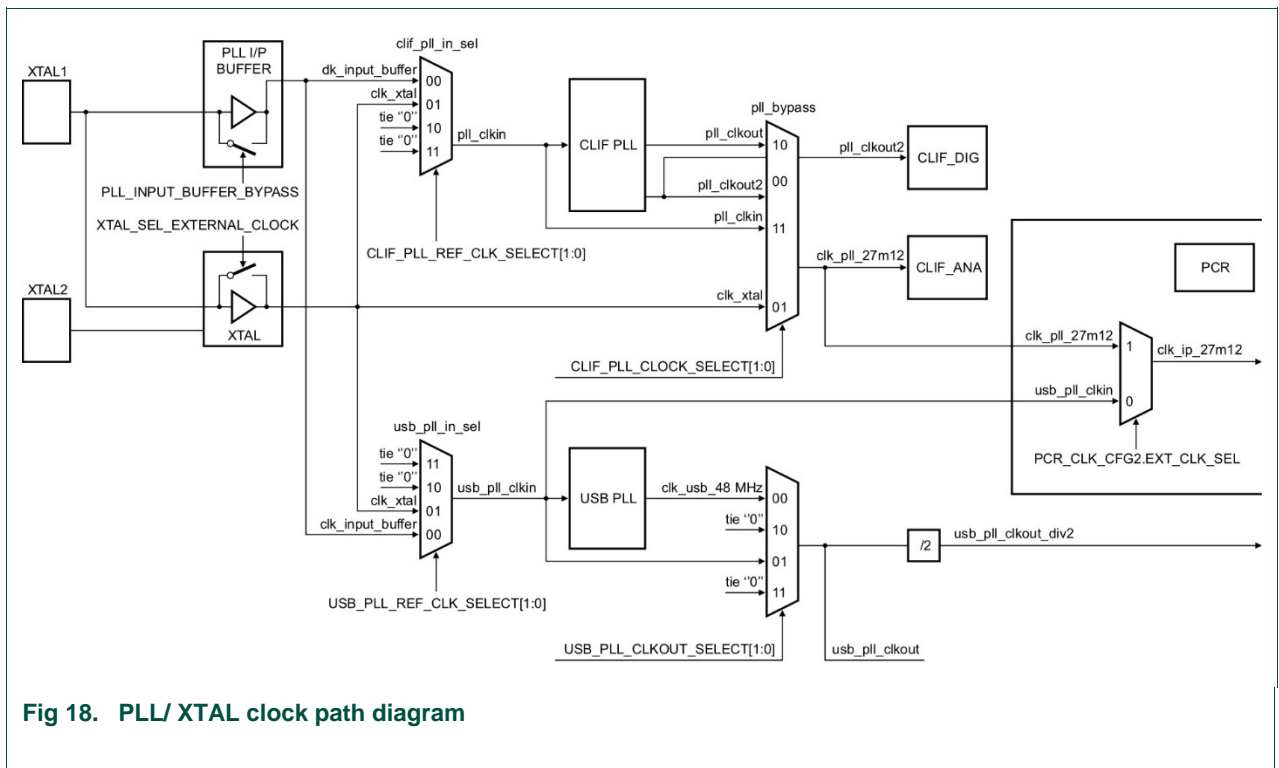 XTAL1
PLL I/P
BUFFER
PLL_INPUT_BUFFER_BYPASS
XTAL_SEL_EXTERNAL_CLOCK
XTAL2
XTAL
clif_pll_in_sel
dk_input_buffer
00
clk_xtal
01
tie "0"
10
tie "0"
11
pll_clkin
CLIF_PLL_REF_CLK_SELECT[1:0]
CLIF PLL
pll_bypass
pll_clkout
10
00
pll_clkout2
pll_clkin
11
clk_xtal
01
CLIF_PLL_CLOCK_SELECT[1:0]
pll_clkout2
CLIF_DIG
clk_pll_27m12
CLIF_ANA
PCR
clk_pll_27m12
1
clk_ip_27m12
usb_pll_clkin
0
PCR_CLK_CFG2.EXT_CLK_SEL
usb_pll_in_sel
tie "0"
11
tie "0"
10
clk_xtal
01
clk_input_buffer
00
usb_pll_clkin
USB_PLL_REF_CLK_SELECT[1:0]
USB PLL
clk_usb_48 MHz
00
tie "0"
10
01
tie "0"
11
USB_PLL_CLKOUT_SELECT[1:0]
usb_pll_clkout
/2
usb_pll_clkout_div2
Fig 18. PLL/ XTAL clock path diagram